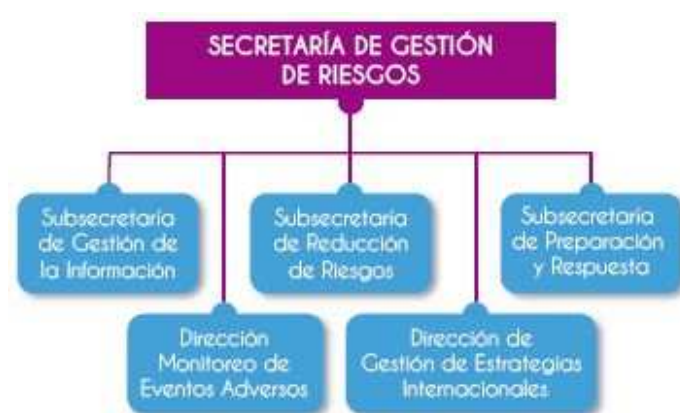 SECRETARÍA DE GESTIÓN
DE RIESGOS
Subsecretaría
de Gestión de
la Información
Subsecretaría
de Reducción
de Riesgos
Subsecretaría
de Preparación
y Respuesta
Dirección
Monitoreo de
Eventos Adversos
Dirección de
Gestión de Estrategias
Internacionales